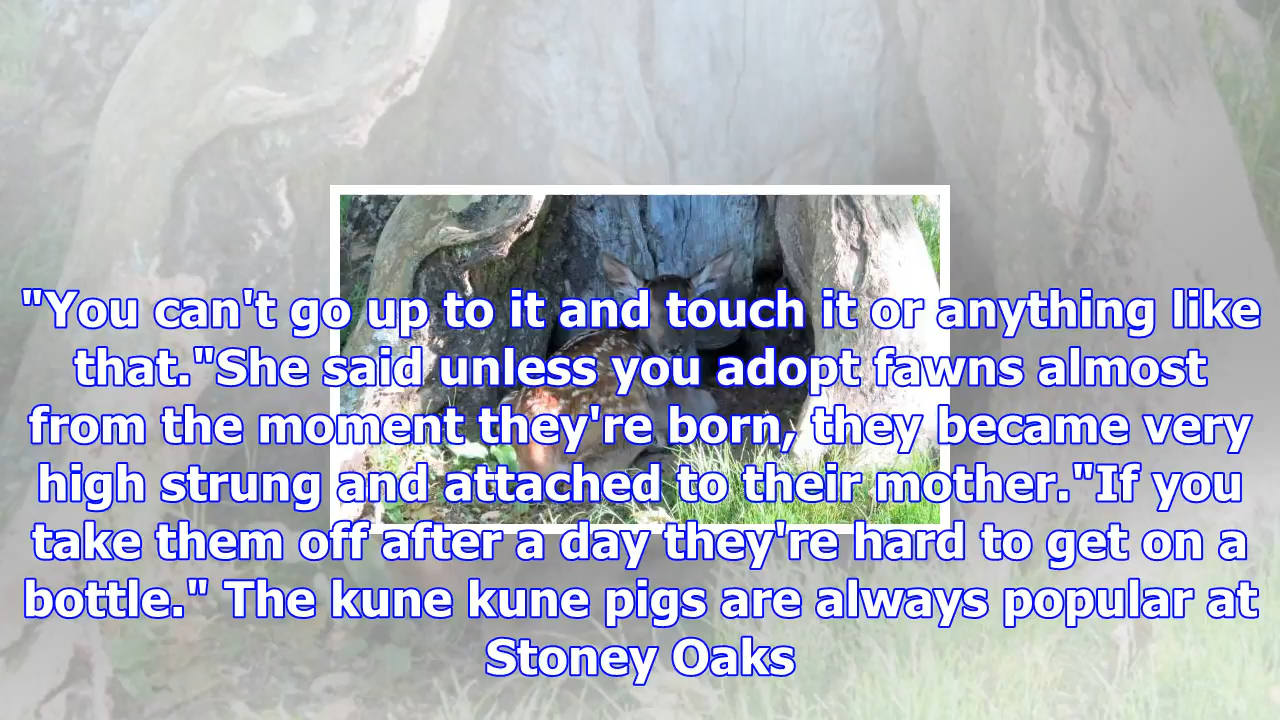 "You can't go up to it and touch it or anything like
that."She said unless you adopt fawns almost
from the moment they're born, they became very
high strung and attached to their mother."If you
take them off after a day they're hard to get on a
bottle." The kune kune pigs are always popular at
Stoney Oaks